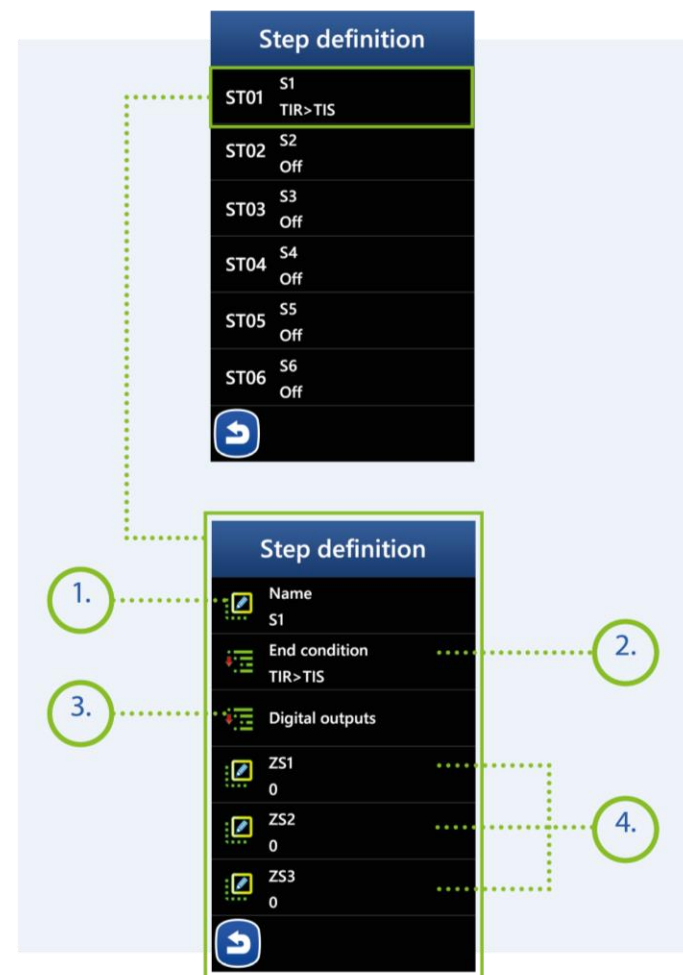 Step definition
ST01
S1
TIR>TIS
ST02
S2
Off
ST03
S3
Off
ST04
S4
Off
ST05
S5
Off
ST06
S6
Off
Step definition
1.
Name
S1
2.
End condition
TIR>TIS
3.
Digital outputs
ZS1
0
4.
ZS2
0
ZS3
0